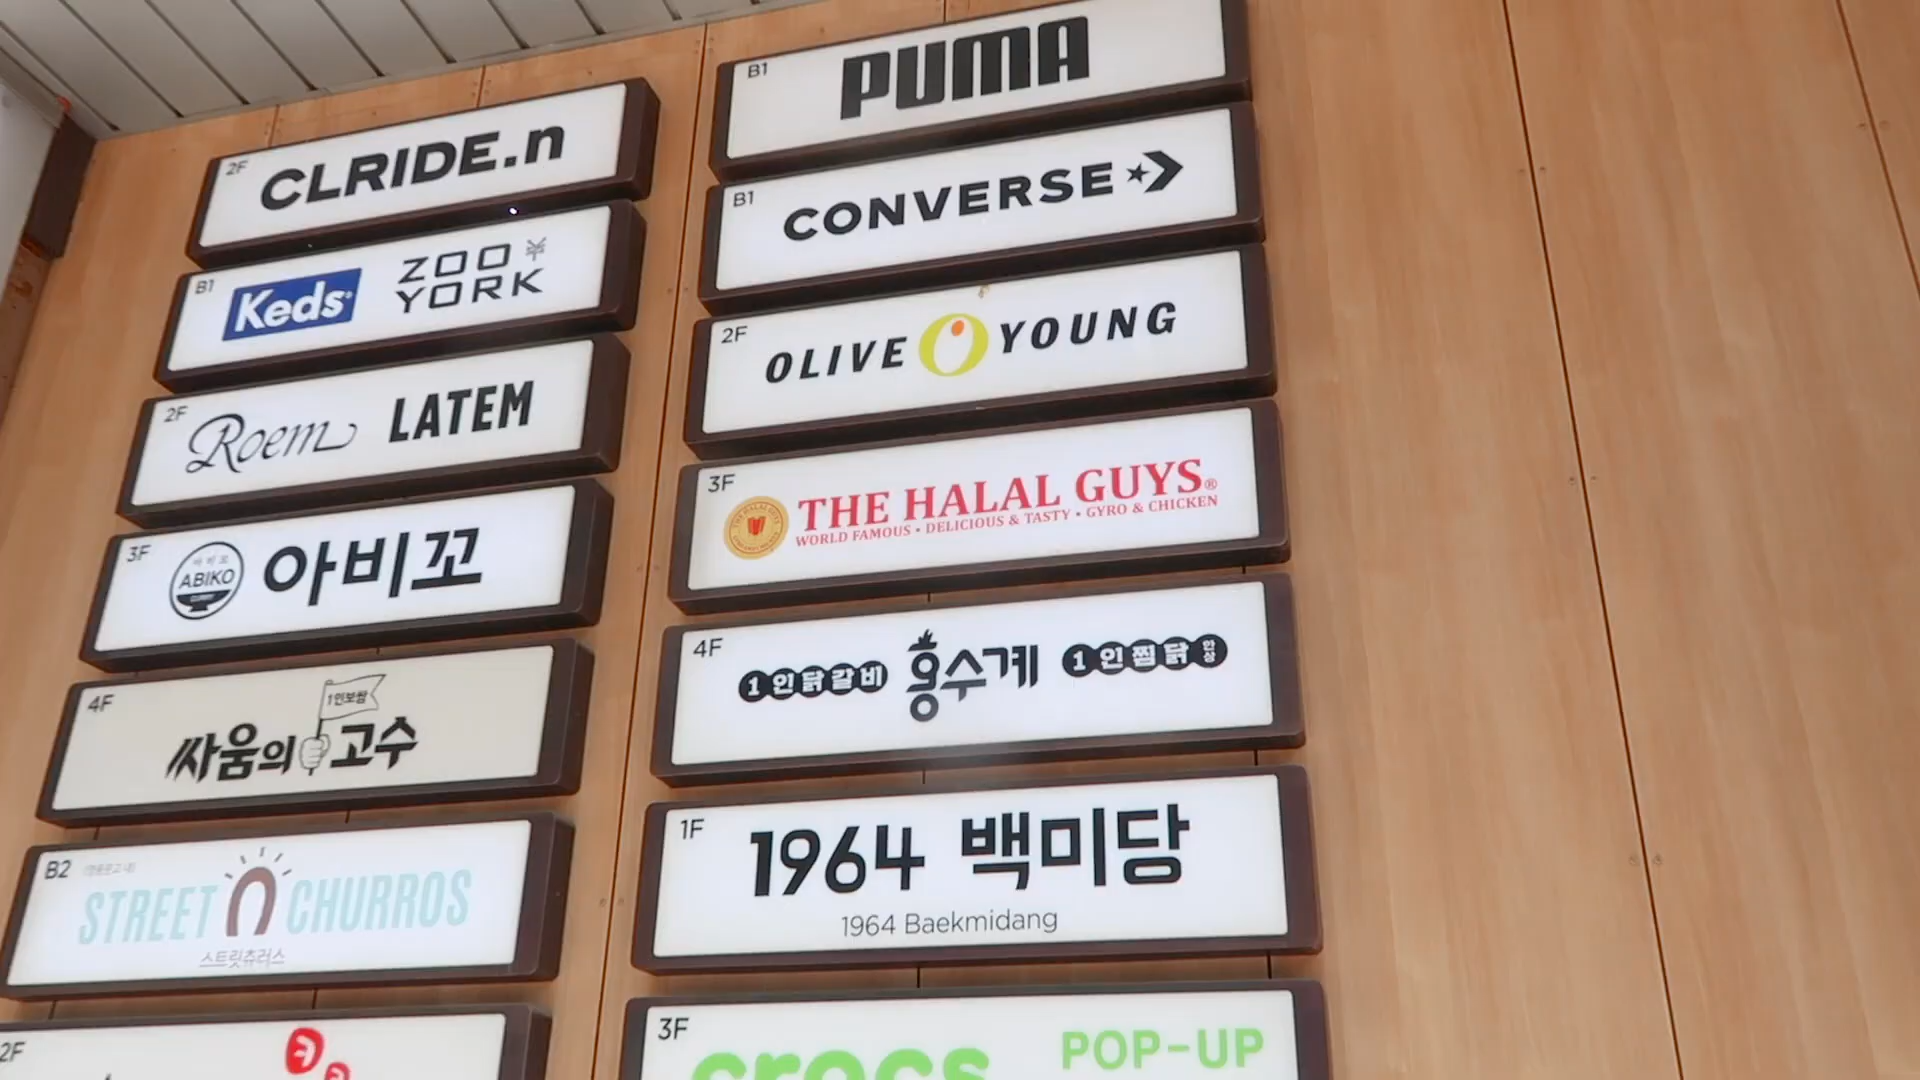 2F
CLRIDE.n
B1
Keds
ZOO
YORK
2F
Roem
LATEM
3F
ABIKO
아비꼬
4F
1인보쌈
싸움의 고수
B2
STREET CHURROS
스트릿츄러스
2F
B1
PUMA
B1
CONVERSE
2F
OLIVE YOUNG
3F
THE HALAL GUYS®
WORLD FAMOUS • DELICIOUS & TASTY • GYRO & CHICKEN
4F
1인닭갈비 홍수계 1인찜닭 한상
1F
1964 백미당
1964 Baekmidang
3F
crocs
POP-UP